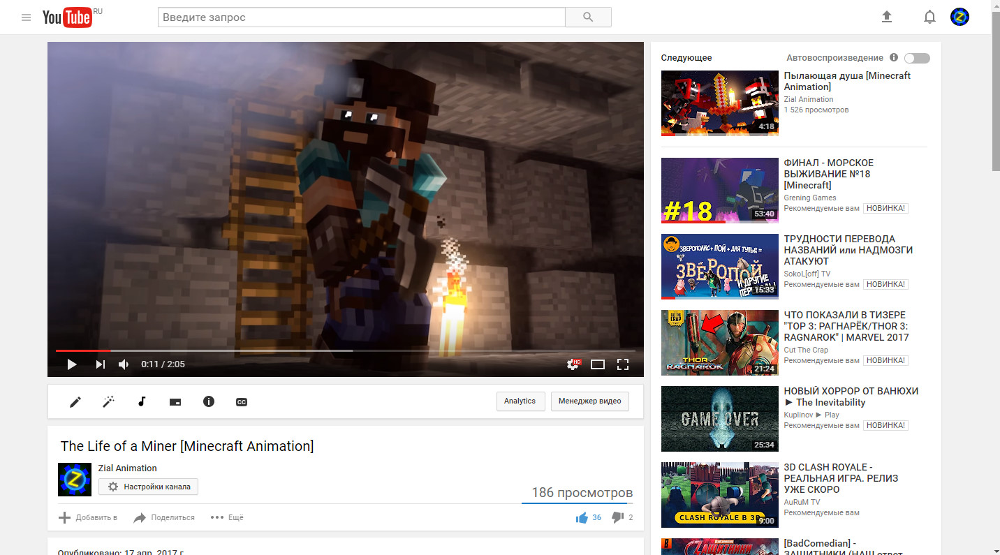 YouTube RU
Введите запрос
0:11 / 2:05
HD
CC
Analytics
Менеджер видео
The Life of a Miner [Minecraft Animation]
Z
Zial Animation
Настройки канала
186 просмотров
Добавить в
Поделиться
Ещё
36
2
Опубликовано: 17 апр. 2017 г.
Следующее
Автовоспроизведение
4:18
Пылающая душа [Minecraft
Animation]
Zial Animation
1 526 просмотров
#18
53:40
ФИНАЛ - МОРСКОЕ
ВЫЖИВАНИЕ №18
[Minecraft]
Grening Games
Рекомендуемые вам НОВИНКА!
ЗВЕРОПОЛИС + ПОЙ + ДЛЯ ТУПЫХ =
ЗВЕРОПОЙ
И ДРУГИЕ
15:33
ТРУДНОСТИ ПЕРЕВОДА
НАЗВАНИЙ или НАДМОЗГИ
АТАКУЮТ
SokoL[off] TV
Рекомендуемые вам НОВИНКА!
CUT THE CRAP
THOR
RAGNAROK
21:24
ЧТО ПОКАЗАЛИ В ТИЗЕРЕ
"ТОР 3: РАГНАРЁК/THOR 3:
RAGNAROK" | MARVEL 2017
Cut The Crap
Рекомендуемые вам НОВИНКА!
GAME OVER
25:34
НОВЫЙ ХОРРОР ОТ ВАНЮХИ
► The Inevitability
Kuplinov ► Play
Рекомендуемые вам НОВИНКА!
CLASH ROYALE В 3D
9:00
3D CLASH ROYALE -
РЕАЛЬНАЯ ИГРА. РЕЛИЗ
УЖЕ СКОРО
AuRuM TV
Рекомендуемые вам
ЗАЩИТНИКИ
[BadComedian] -
ЗАЩИТНИКИ (НАШ ответ